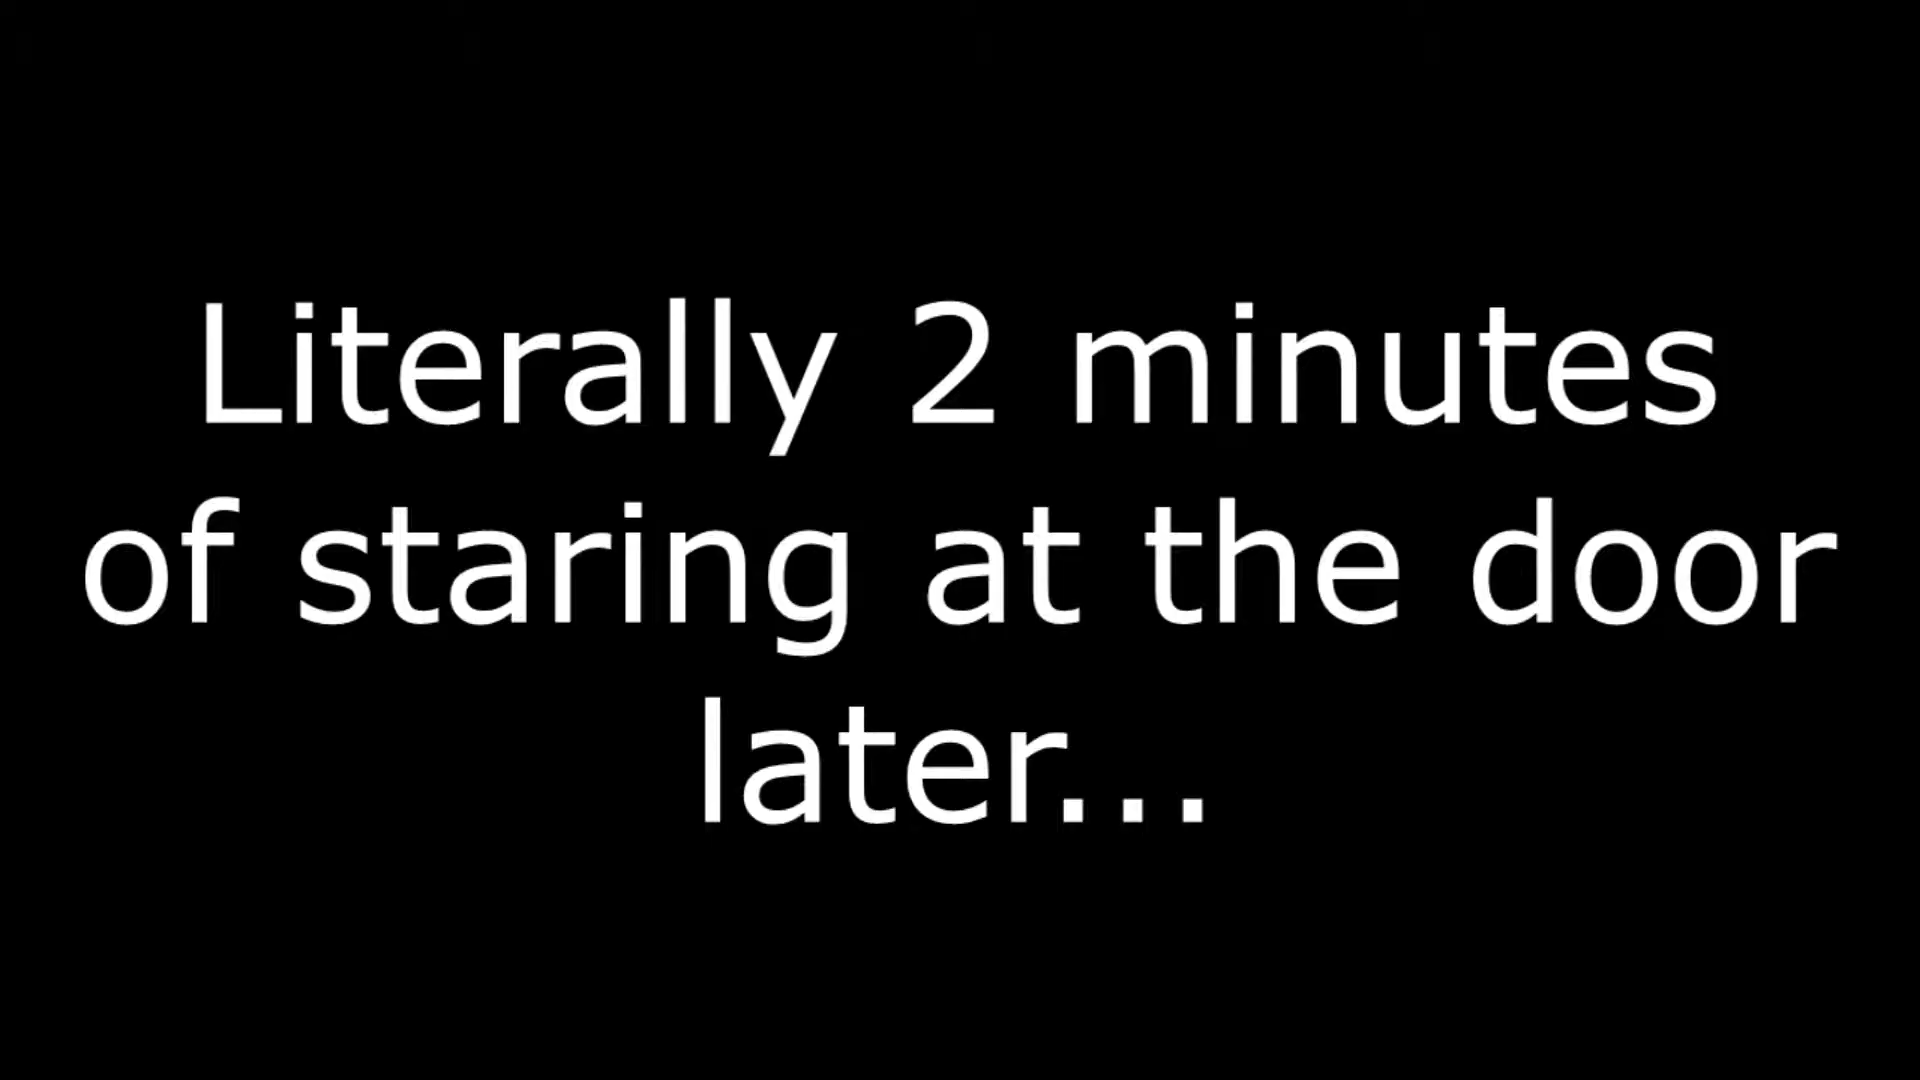 Literally 2 minutes
of staring at the door
later...